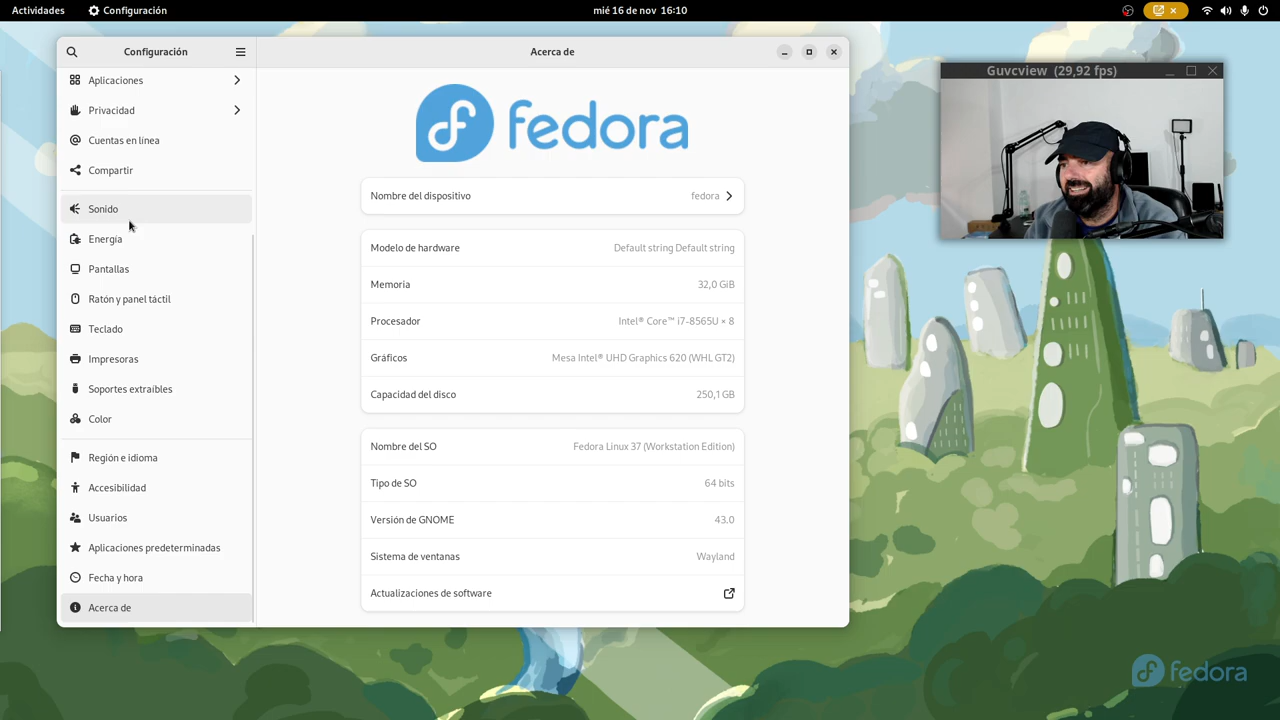 Actividades
Configuración
mié 16 de nov 16:10
Configuración
Acerca de
Aplicaciones
Privacidad
Cuentas en línea
Compartir
Sonido
Energía
Pantallas
Ratón y panel táctil
Teclado
Impresoras
Soportes extraíbles
Color
Región e idioma
Accesibilidad
Usuarios
Aplicaciones predeterminadas
Fecha y hora
Acerca de
fedora
Nombre del dispositivo fedora
Modelo de hardware Default string Default string
Memoria 32,0 GiB
Procesador Intel® Core™ i7-8565U × 8
Gráficos Mesa Intel® UHD Graphics 620 (WHL GT2)
Capacidad del disco 250,1 GB
Nombre del SO Fedora Linux 37 (Workstation Edition)
Tipo de SO 64 bits
Versión de GNOME 43.0
Sistema de ventanas Wayland
Actualizaciones de software
Guvcview (29,92 fps)
fedora